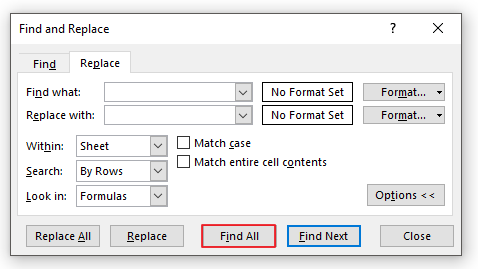 Find and Replace
Find Replace
Find what: No Format Set Format...
Replace with: No Format Set Format...
Within: Sheet Match case
Search: By Rows Match entire cell contents
Look in: Formulas Options <<
Replace All Replace Find All Find Next Close